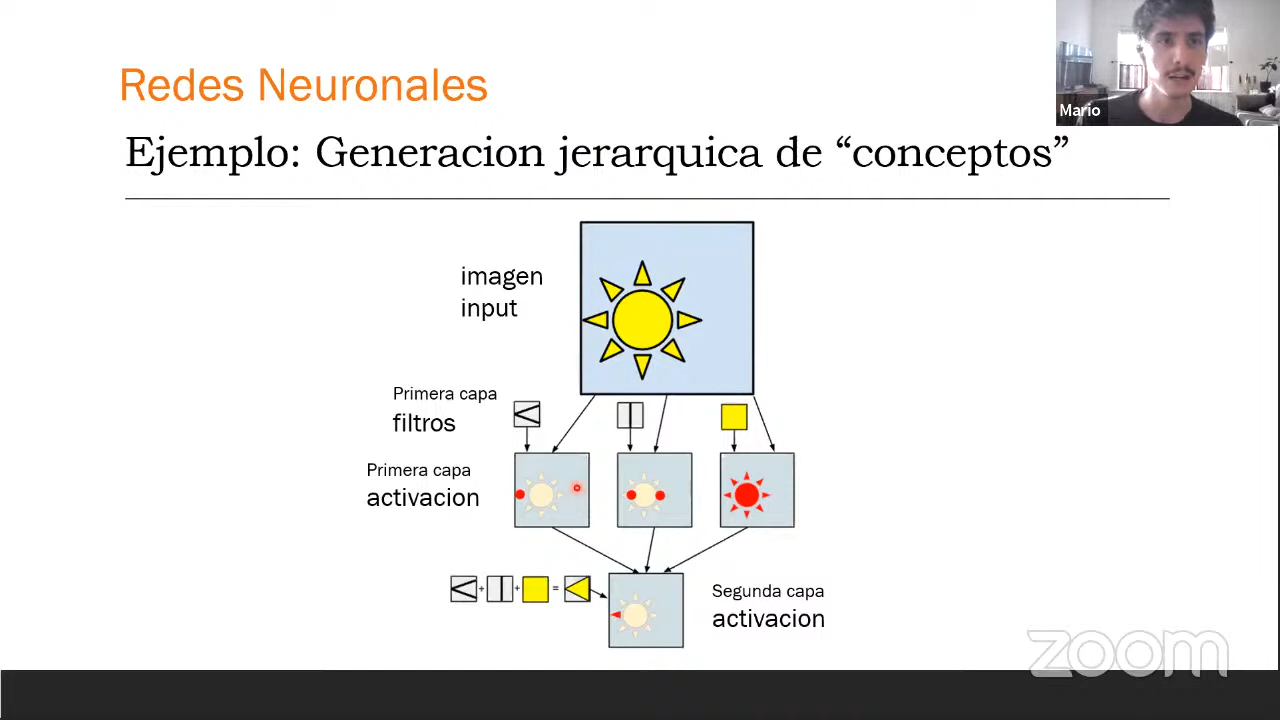 Mario
Redes Neuronales
Ejemplo: Generacion jerarquica de “conceptos”
imagen
input
Primera capa
filtros
Primera capa
activacion
+ + =
Segunda capa
activacion
zoom